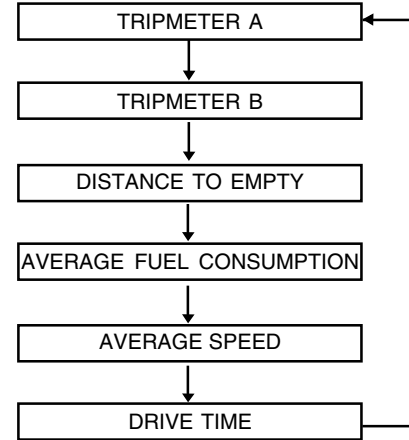 TRIPMETER A
TRIPMETER B
DISTANCE TO EMPTY
AVERAGE FUEL CONSUMPTION
AVERAGE SPEED
DRIVE TIME